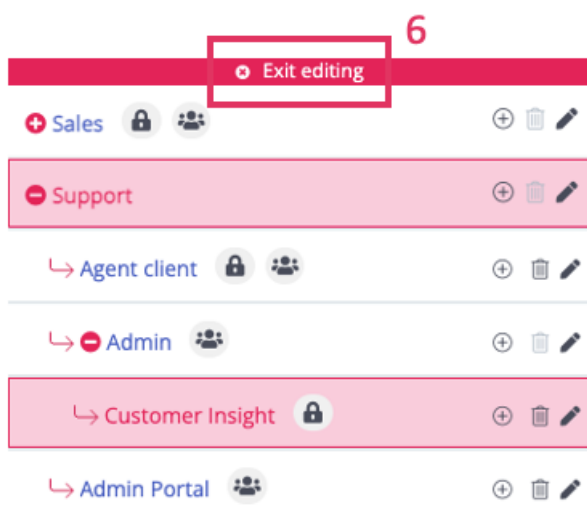 6
Exit editing
Sales
Support
Agent client
Admin
Customer Insight
Admin Portal